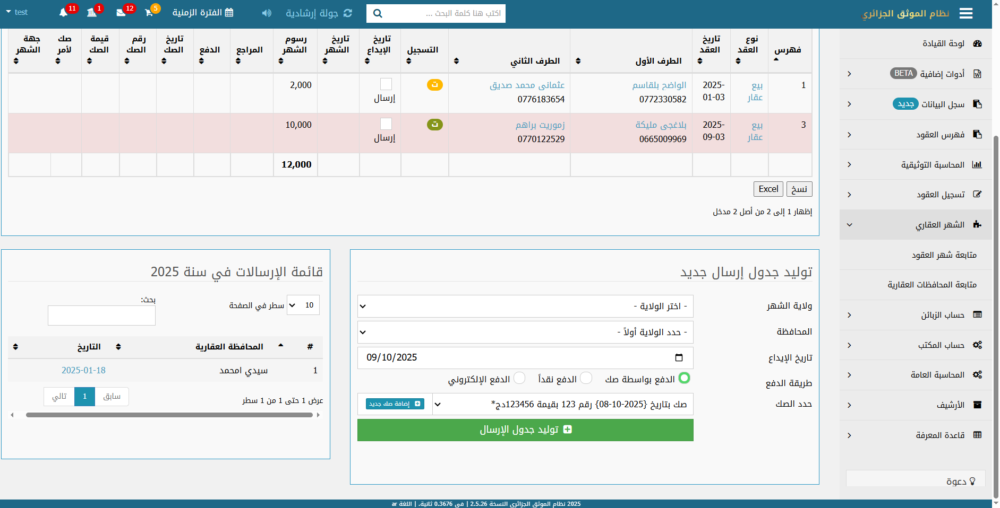 نظام الموثق الجزائري
اكتب هنا كلمة البحث ...
جولة إرشادية
الفترة الزمنية
5
12
1
11
test
لوحة القيادة
أدوات إضافية BETA
سجل البيانات جديد
فهرس العقود
المحاسبة التوثيقية
تسجيل العقود
الشهر العقاري
متابعة شهر العقود
متابعة المحافظات العقارية
حساب الزبائن
حساب المكتب
المحاسبة العامة
الأرشيف
قاعدة المعرفة
دعوة
فهرس نوع العقد تاريخ العقد الطرف الأول الطرف الثاني التسجيل تاريخ الإيداع تاريخ الشهر رسوم الشهر المراجع الدفع تاريخ الصك رقم الصك قيمة الصك صك لأمر جهة الشهر
1 بيع عقار 2025-01-03 الواضح بلقاسم 0772330582 عثماني محمد صديق 0776183654 ت إرسال 2,000
3 بيع عقار 2025-09-03 بلاغجي مليكة 0665009969 زموريت براهم 0770122529 ت إرسال 10,000
12,000
نسخ Excel
إظهار 1 إلى 2 من أصل 2 مدخل
توليد جدول إرسال جديد
ولاية الشهر - اختر الولاية -
المحافظة - حدد الولاية أولاً -
تاريخ الإيداع 09/10/2025
طريقة الدفع الدفع بواسطة صك الدفع نقداً الدفع الإلكتروني
حدد الصك صك بتاريخ {2025-10-08} رقم 123 بقيمة 123456دج* إضافة صك جديد
توليد جدول الإرسال
قائمة الإرسالات في سنة 2025
10 سطر في الصفحة
بحث:
# المحافظة العقارية التاريخ
1 سيدي امحمد 2025-01-18
عرض 1 حتى 1 من 1 سطر
سابق 1 تالي
2025 نظام الموثق الجزائري النسخة 2.5.26 | في 0.3676 ثانية. | اللغة ar